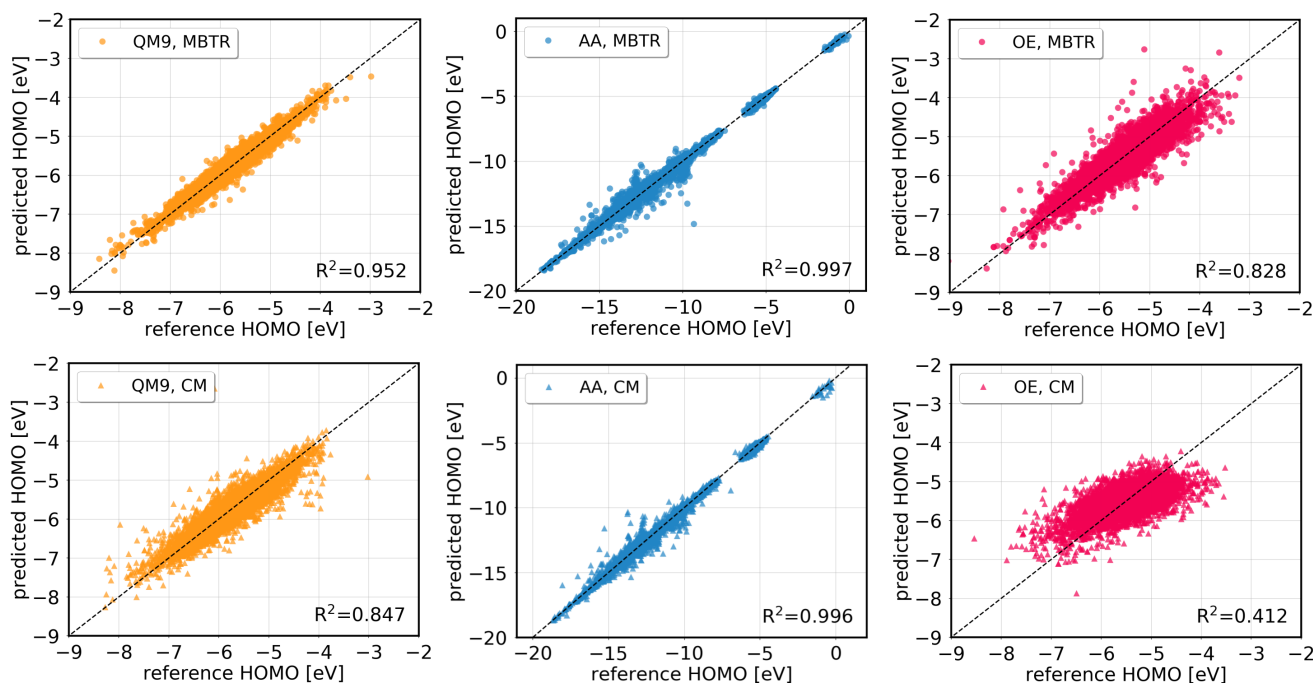 QM9, MBTR
predicted HOMO [eV]
−2
−3
−4
−5
−6
−7
−8
−9
R²=0.952
−9 −8 −7 −6 −5 −4 −3 −2
reference HOMO [eV]
AA, MBTR
predicted HOMO [eV]
0
−5
−10
−15
−20
R²=0.997
−20 −15 −10 −5 0
reference HOMO [eV]
OE, MBTR
predicted HOMO [eV]
−2
−3
−4
−5
−6
−7
−8
−9
R²=0.828
−9 −8 −7 −6 −5 −4 −3 −2
reference HOMO [eV]
QM9, CM
predicted HOMO [eV]
−2
−3
−4
−5
−6
−7
−8
−9
R²=0.847
−9 −8 −7 −6 −5 −4 −3 −2
reference HOMO [eV]
AA, CM
predicted HOMO [eV]
0
−5
−10
−15
−20
R²=0.996
−20 −15 −10 −5 0
reference HOMO [eV]
OE, CM
predicted HOMO [eV]
−2
−3
−4
−5
−6
−7
−8
−9
R²=0.412
−9 −8 −7 −6 −5 −4 −3 −2
reference HOMO [eV]